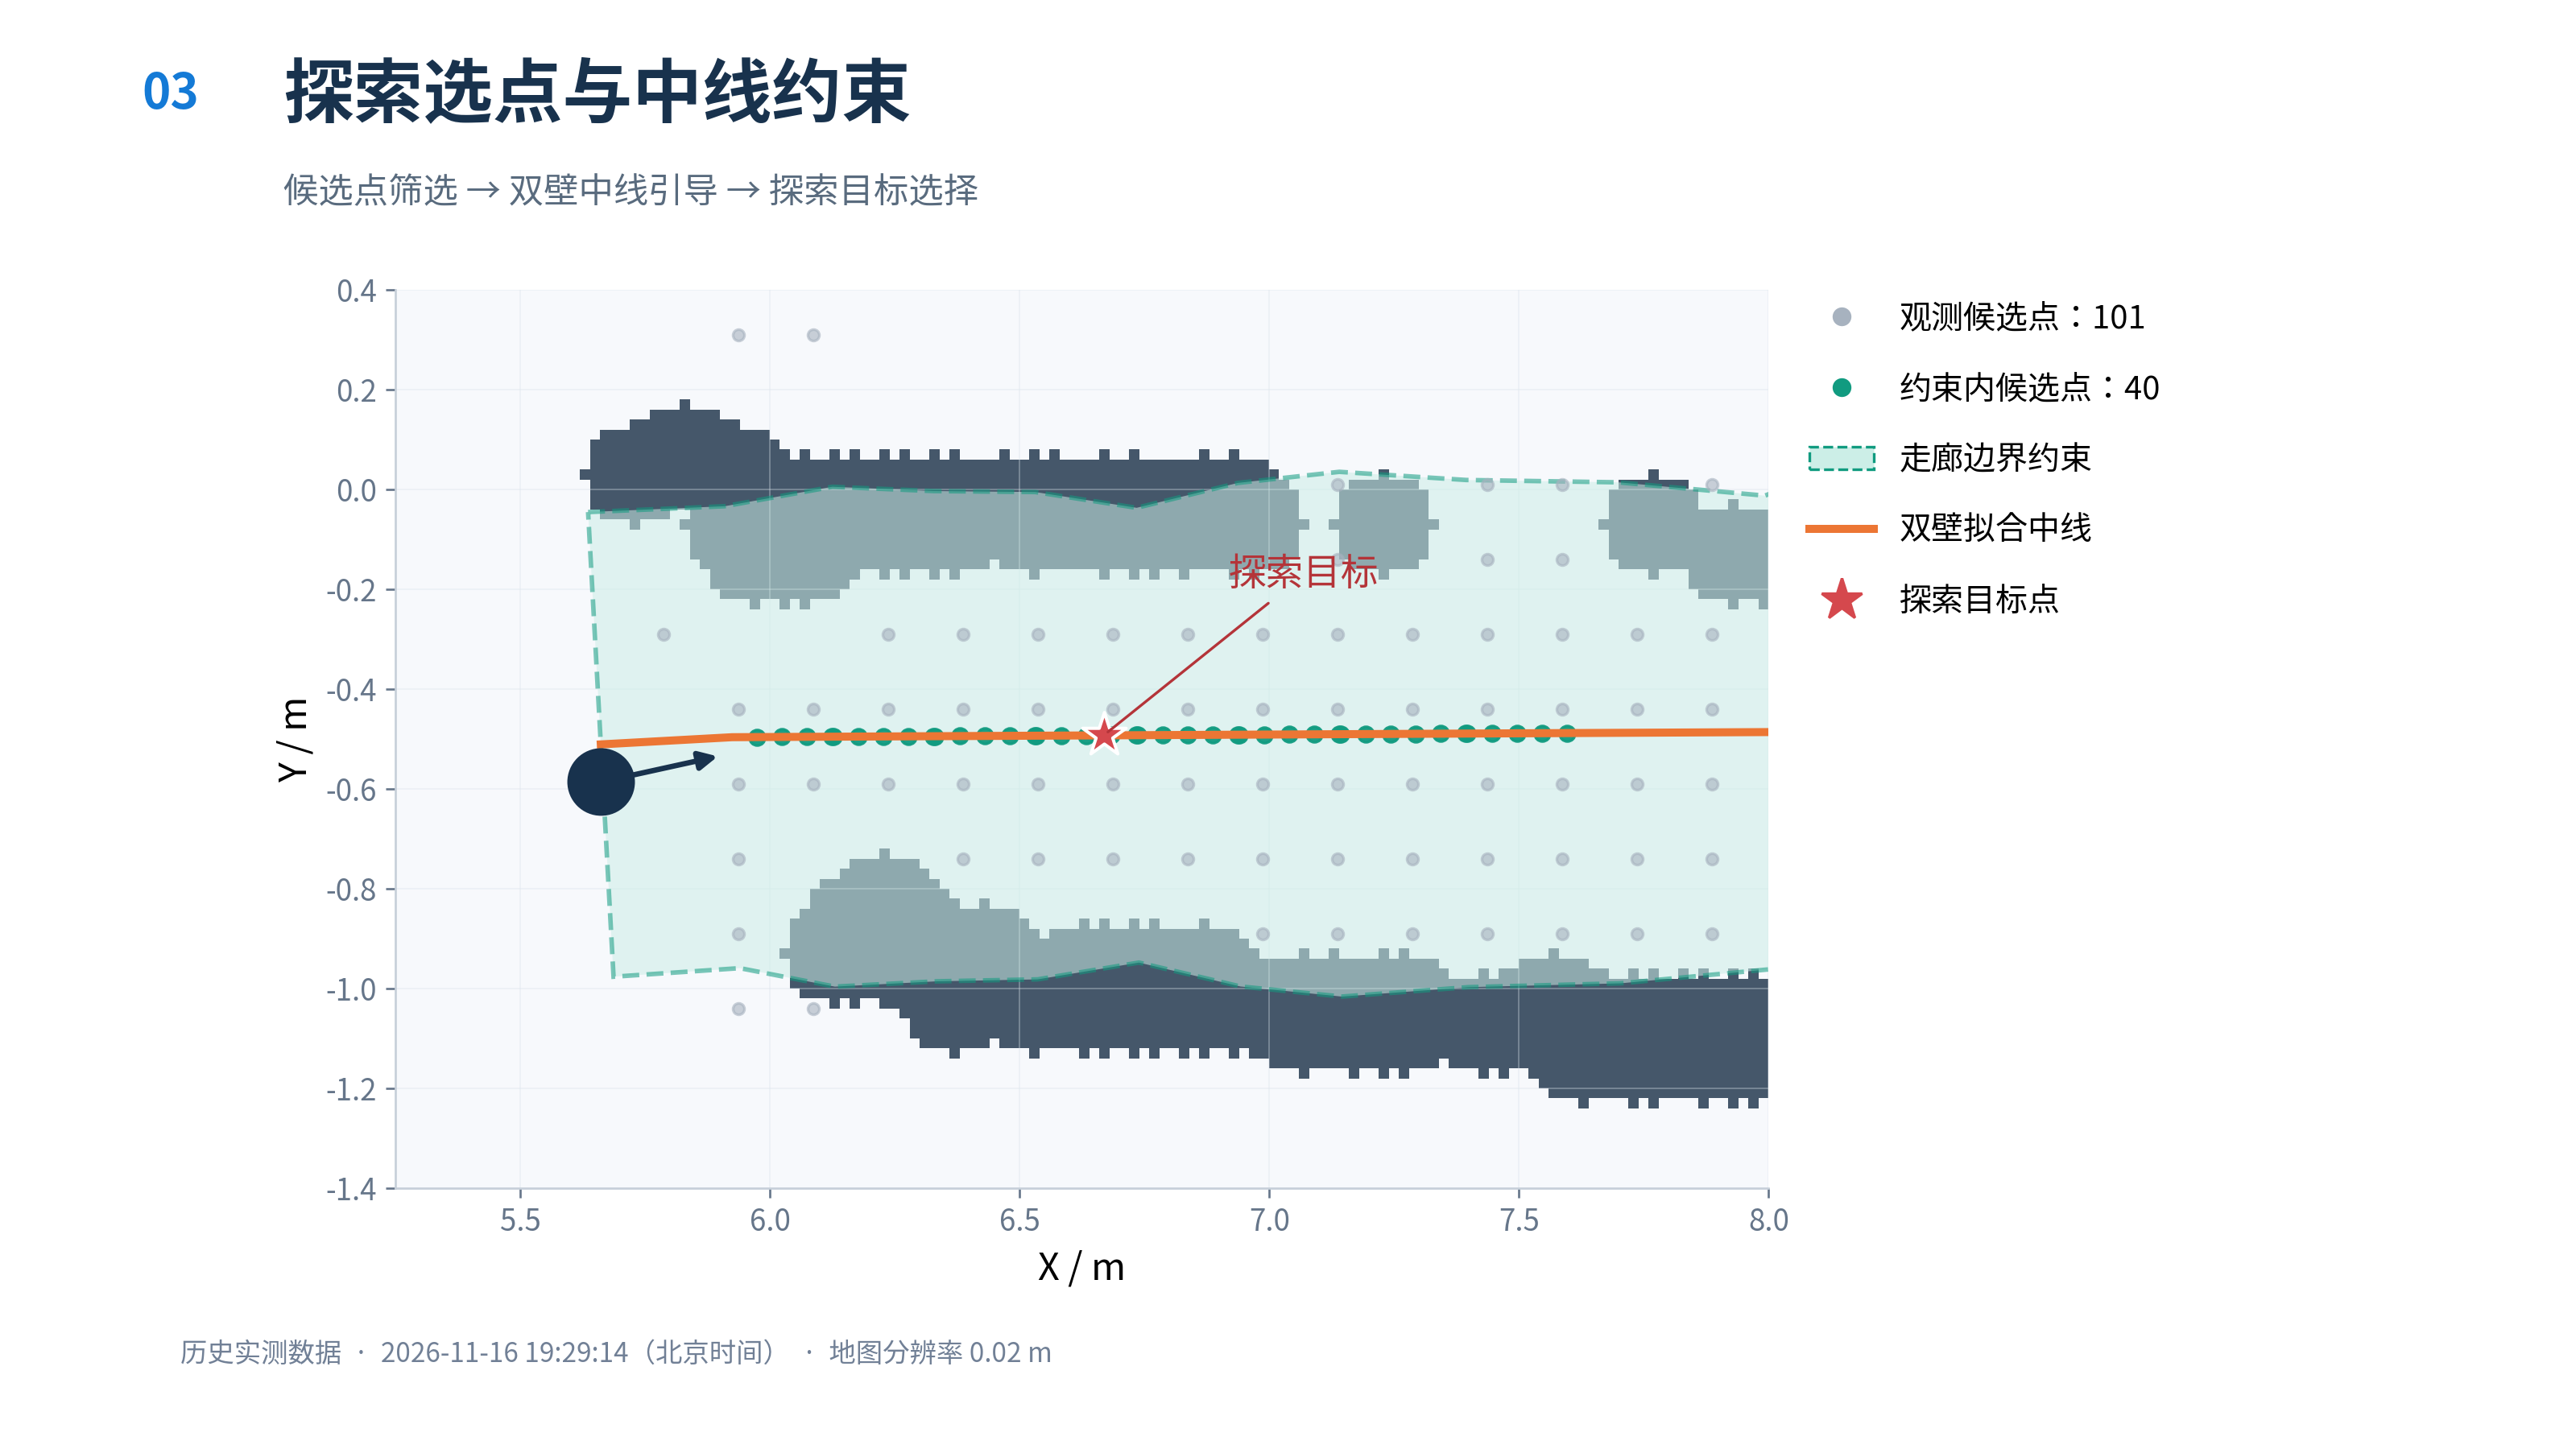 03 探索选点与中线约束
候选点筛选 → 双壁中线引导 → 探索目标选择
0.4
0.2
0.0
-0.2
-0.4
-0.6
-0.8
-1.0
-1.2
-1.4
Y / m
探索目标
5.5 6.0 6.5 7.0 7.5 8.0
X / m
观测候选点：101
约束内候选点：40
走廊边界约束
双壁拟合中线
探索目标点
历史实测数据 · 2026-11-16 19:29:14（北京时间） · 地图分辨率 0.02 m